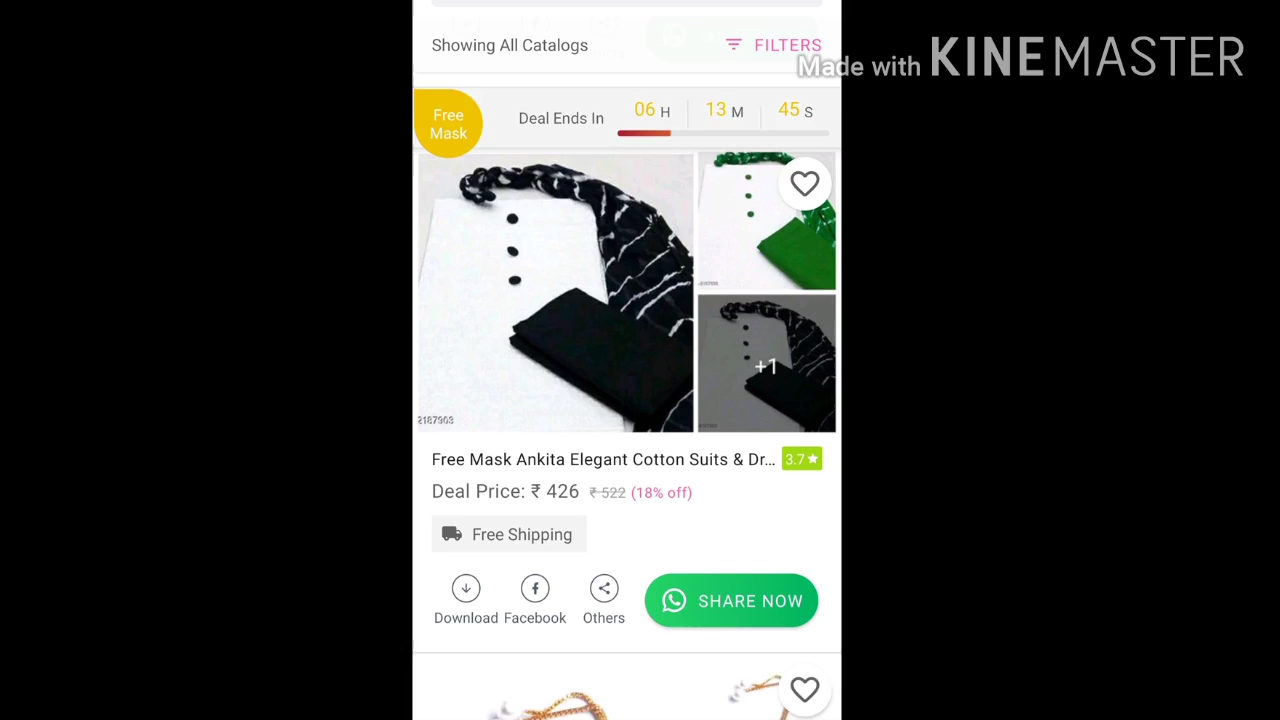 Showing All Catalogs
FILTERS
Made with KINEMASTER
Free
Mask
Deal Ends In
06 H
13 M
45 S
2187903
+1
Free Mask Ankita Elegant Cotton Suits & Dr...
3.7
Deal Price: ₹ 426 ₹ 522 (18% off)
Free Shipping
Download
Facebook
Others
SHARE NOW